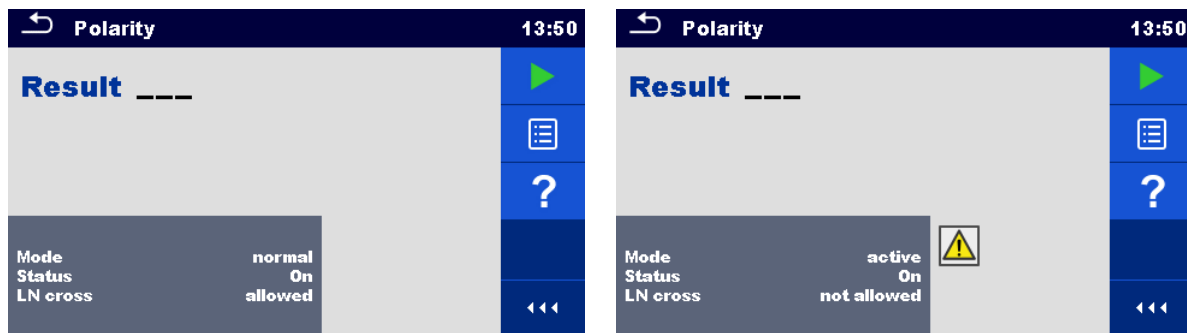 Polarity 13:50
Result ___
?
Mode normal
Status On
LN cross allowed
Polarity 13:50
Result ___
?
Mode active
Status On
LN cross not allowed